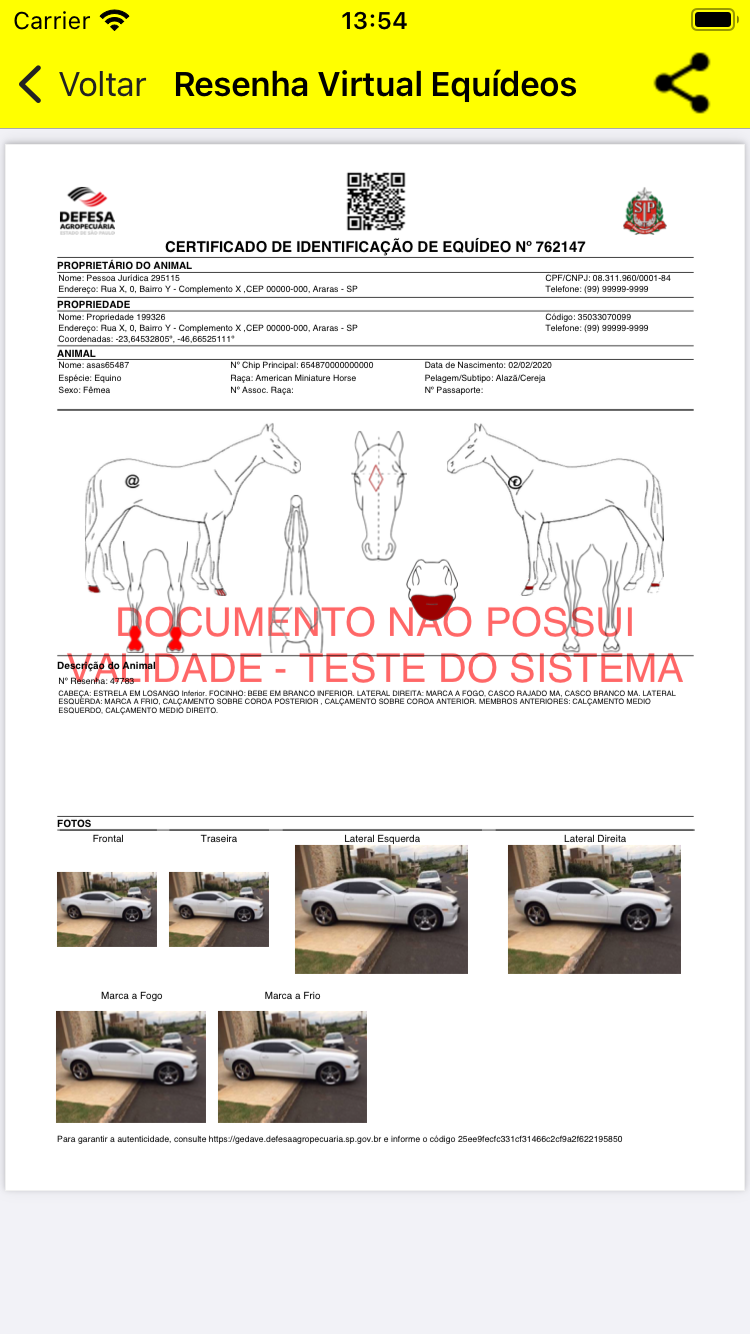 Carrier 13:54
Voltar Resenha Virtual Equídeos
DEFESA
AGROPECUÁRIA
ESTADO DE SÃO PAULO
CERTIFICADO DE IDENTIFICAÇÃO DE EQUÍDEO Nº 762147
PROPRIETÁRIO DO ANIMAL
Nome: Pessoa Jurídica 295115 CPF/CNPJ: 08.311.960/0001-84
Endereço: Rua X, 0, Bairro Y - Complemento X ,CEP 00000-000, Araras - SP Telefone: (99) 99999-9999
PROPRIEDADE
Nome: Propriedade 199326 Código: 35033070099
Endereço: Rua X, 0, Bairro Y - Complemento X ,CEP 00000-000, Araras - SP Telefone: (99) 99999-9999
Coordenadas: -23,64532805º, -46,66525111º
ANIMAL
Nome: asas65487 Nº Chip Principal: 654870000000000 Data de Nascimento: 02/02/2020
Espécie: Equino Raça: American Miniature Horse Pelagem/Subtipo: Alazã/Cereja
Sexo: Fêmea Nº Assoc. Raça: Nº Passaporte:
@
DOCUMENTO NÃO POSSUI
VALIDADE - TESTE DO SISTEMA
Descrição do Animal
Nº Resenha: 47783
CABEÇA: ESTRELA EM LOSANGO Inferior. FOCINHO: BEBE EM BRANCO INFERIOR. LATERAL DIREITA: MARCA A FOGO, CASCO RAJADO MA, CASCO BRANCO MA. LATERAL
ESQUERDA: MARCA A FRIO, CALÇAMENTO SOBRE COROA POSTERIOR , CALÇAMENTO SOBRE COROA ANTERIOR. MEMBROS ANTERIORES: CALÇAMENTO MEDIO
ESQUERDO, CALÇAMENTO MEDIO DIREITO.
FOTOS
Frontal Traseira Lateral Esquerda Lateral Direita
Marca a Fogo Marca a Frio
Para garantir a autenticidade, consulte https://gedave.defesaagropecuaria.sp.gov.br e informe o código 25ee9fecfc331cf31466c2cf9a2f622195850